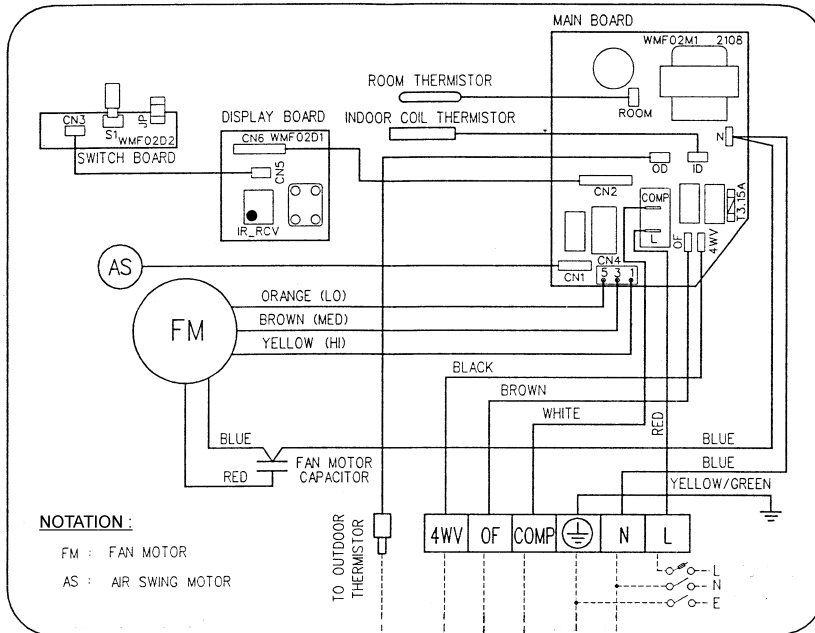 MAIN BOARD
WMF02M1 2108
ROOM THERMISTOR
ROOM
INDOOR COIL THERMISTOR
N
CN3
S1
JP
WMF02D2
SWITCH BOARD
DISPLAY BOARD
CN6 WMF02D1
CN5
IR_RCV
OD
ID
CN2
COMP
L
T3.15A
OF
4WV
CN4
CN1
5 3 1
AS
FM
ORANGE (LO)
BROWN (MED)
YELLOW (HI)
BLACK
BROWN
WHITE
RED
BLUE
BLUE
BLUE
RED
FAN MOTOR
CAPACITOR
YELLOW/GREEN
NOTATION :
FM : FAN MOTOR
AS : AIR SWING MOTOR
TO OUTDOOR
THERMISTOR
4WV OF COMP N L
L
N
E